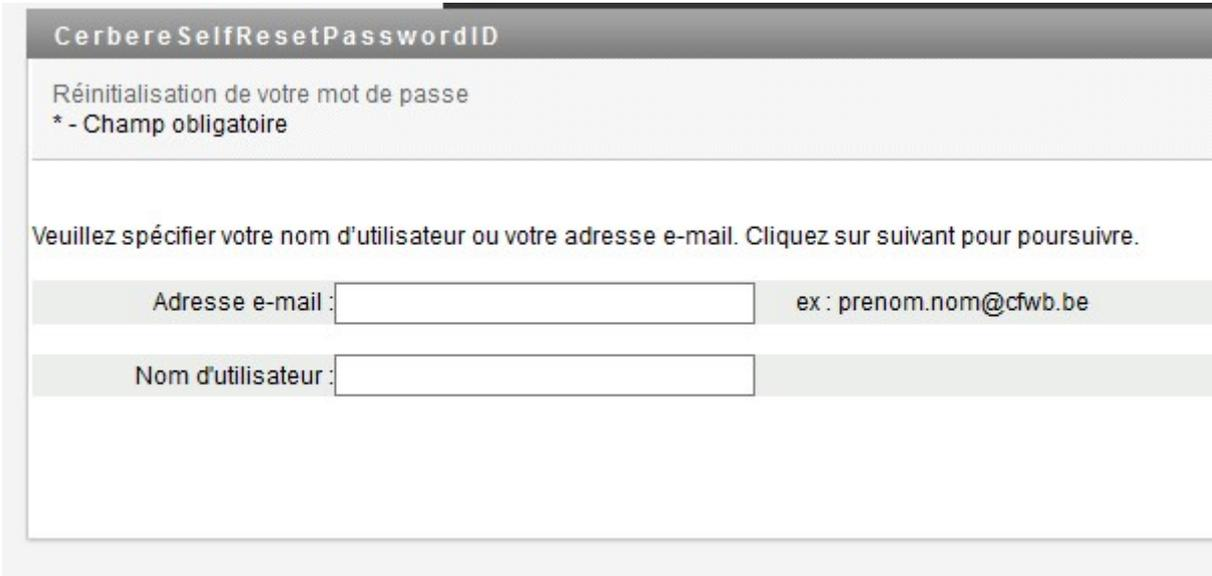 CerbereSelfResetPasswordID
Réinitialisation de votre mot de passe
* - Champ obligatoire
Veuillez spécifier votre nom d'utilisateur ou votre adresse e-mail. Cliquez sur suivant pour poursuivre.
Adresse e-mail : ex : prenom.nom@cfwb.be
Nom d'utilisateur :